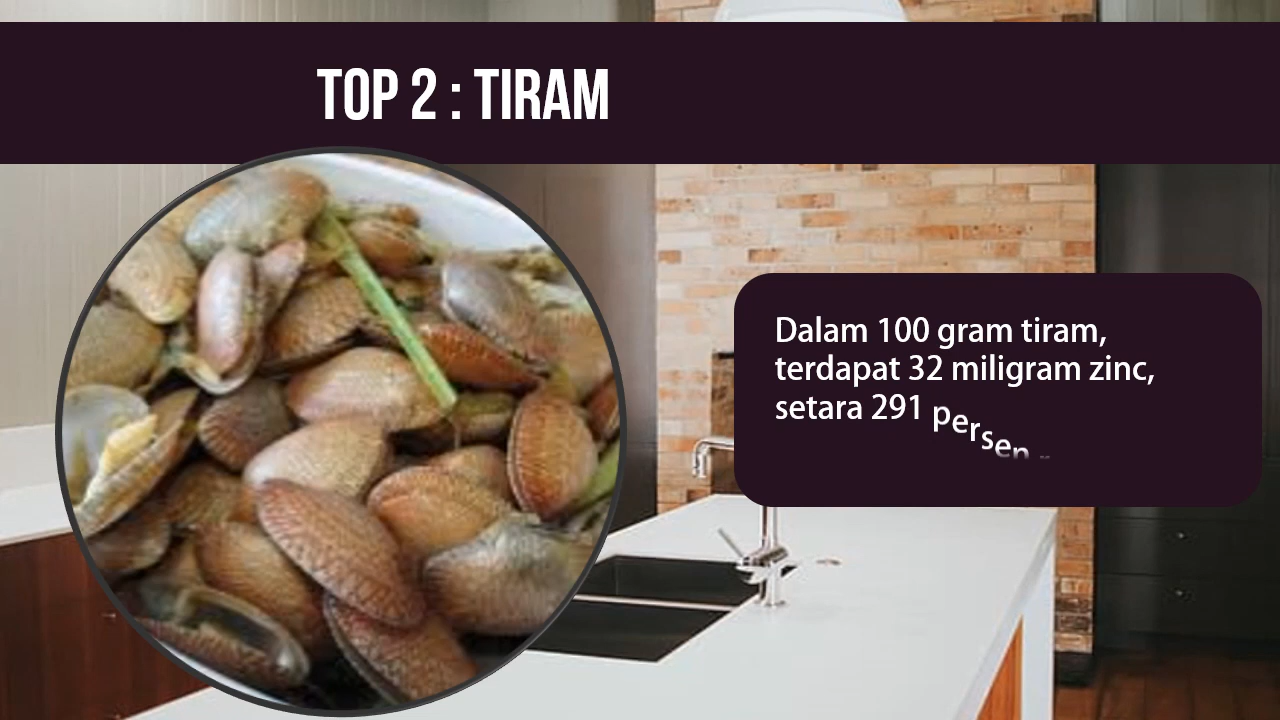 TOP 2 : TIRAM
Dalam 100 gram tiram,
terdapat 32 miligram zinc,
setara 291 persen